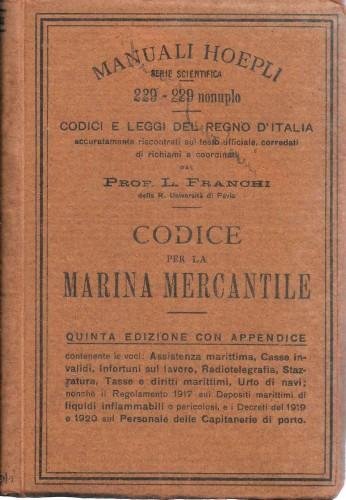 MANUALI HOEPLI
SERIE SCIENTIFICA
229 - 229 nonuplo
CODICI E LEGGI DEL REGNO D'ITALIA
accuratamente riscontrati sul testo ufficiale, corredati
di richiami e coordinati
DAL
PROF. L. FRANCHI
della R. Università di Pavia
CODICE
PER LA
MARINA MERCANTILE
QUINTA EDIZIONE CON APPENDICE
contenente le voci: Assistenza marittima, Casse in-
validi, Infortuni sul lavoro, Radiotelegrafia, Staz-
zatura, Tasse e diritti marittimi, Urto di navi;
nonchè il Regolamento 1917 sui Depositi marittimi di
liquidi infiammabili o pericolosi, e i Decreti del 1919
e 1920 sul Personale delle Capitanerie di porto.